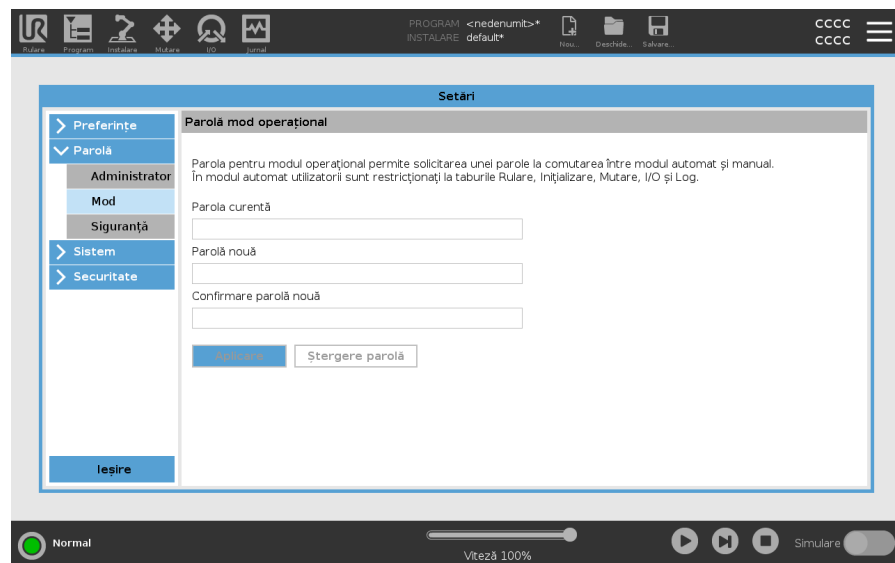 UR
Rulare
Program
Instalare
Mutare
I/O
Jurnal
PROGRAM <nedenumit>*
INSTALARE default*
Nou...
Deschide...
Salvare...
CCCC
CCCC
Setări
Preferințe
Parolă
Administrator
Mod
Siguranță
Sistem
Securitate
Ieșire
Parolă mod operațional
Parola pentru modul operațional permite solicitarea unei parole la comutarea între modul automat și manual.
În modul automat utilizatorii sunt restricționați la taburile Rulare, Inițializare, Mutare, I/O și Log.
Parola curentă
Parolă nouă
Confirmare parolă nouă
Aplicare
Ștergere parolă
Normal
Viteză 100%
Simulare